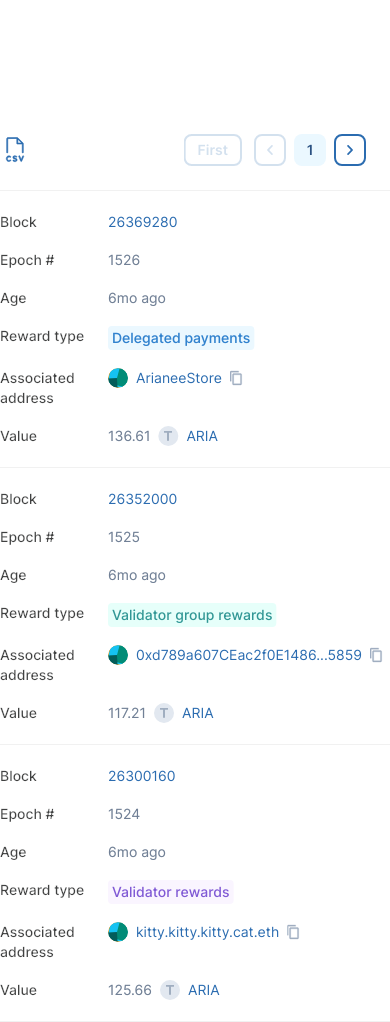 CSV
First 1
Block 26369280
Epoch # 1526
Age 6mo ago
Reward type Delegated payments
Associated address ArianeeStore
Value 136.61 T ARIA
Block 26352000
Epoch # 1525
Age 6mo ago
Reward type Validator group rewards
Associated address 0xd789a607CEac2f0E1486...5859
Value 117.21 T ARIA
Block 26300160
Epoch # 1524
Age 6mo ago
Reward type Validator rewards
Associated address kitty.kitty.kitty.cat.eth
Value 125.66 T ARIA